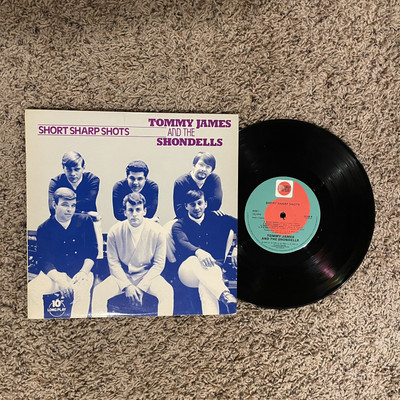 SHORT SHARP SHOTS
TOMMY JAMES
AND THE
SHONDELLS
10"
LONG PLAY
SHORT SHARP SHOTS
TOMMY JAMES
AND THE SHONDELLS